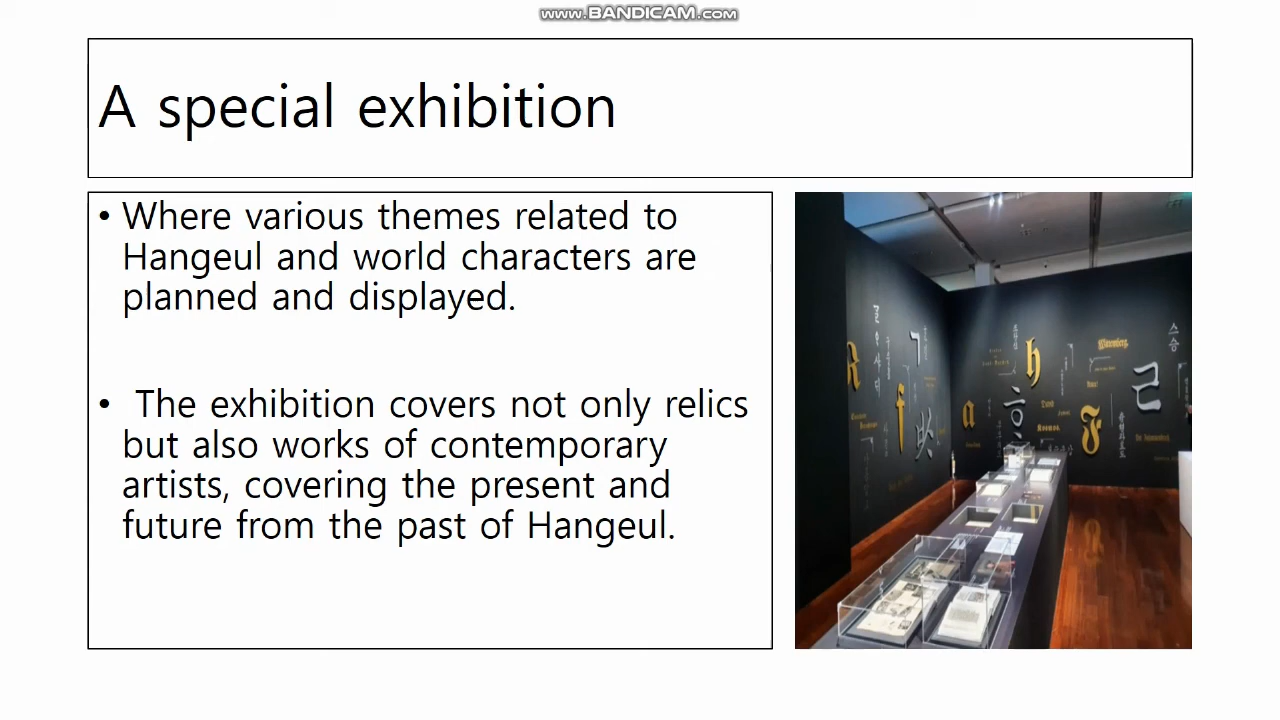 www.BANDICAM.com
A special exhibition
• Where various themes related to
Hangeul and world characters are
planned and displayed.
• The exhibition covers not only relics
but also works of contemporary
artists, covering the present and
future from the past of Hangeul.
ㄱ
h
스승
ㄹ
f
a